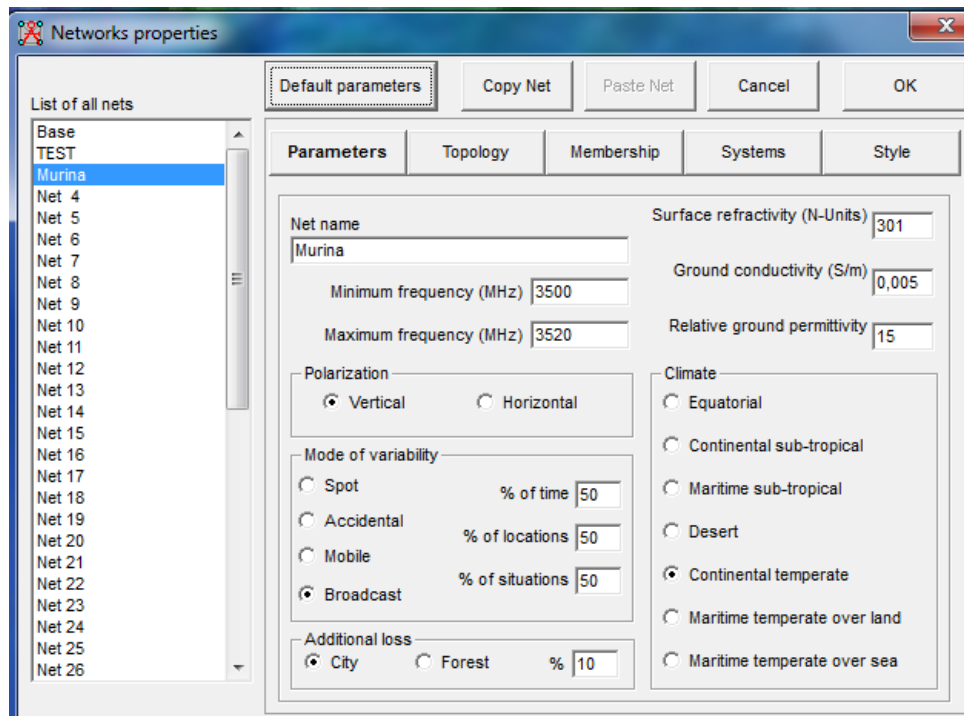 Networks properties
X
Default parameters
Copy Net
Paste Net
Cancel
OK
List of all nets
Base
TEST
Murina
Net 4
Net 5
Net 6
Net 7
Net 8
Net 9
Net 10
Net 11
Net 12
Net 13
Net 14
Net 15
Net 16
Net 17
Net 18
Net 19
Net 20
Net 21
Net 22
Net 23
Net 24
Net 25
Net 26
Parameters
Topology
Membership
Systems
Style
Net name
Murina
Minimum frequency (MHz) 3500
Maximum frequency (MHz) 3520
Surface refractivity (N-Units) 301
Ground conductivity (S/m) 0,005
Relative ground permittivity 15
Polarization
Vertical
Horizontal
Mode of variability
Spot
Accidental
Mobile
Broadcast
% of time 50
% of locations 50
% of situations 50
Additional loss
City
Forest
% 10
Climate
Equatorial
Continental sub-tropical
Maritime sub-tropical
Desert
Continental temperate
Maritime temperate over land
Maritime temperate over sea